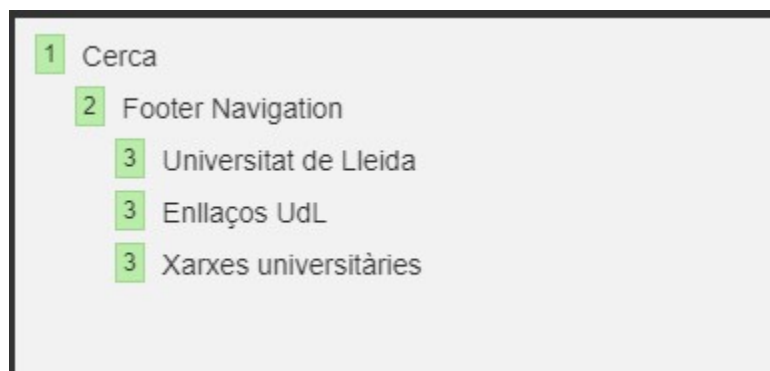 1 Cerca
2 Footer Navigation
3 Universitat de Lleida
3 Enllaços UdL
3 Xarxes universitàries